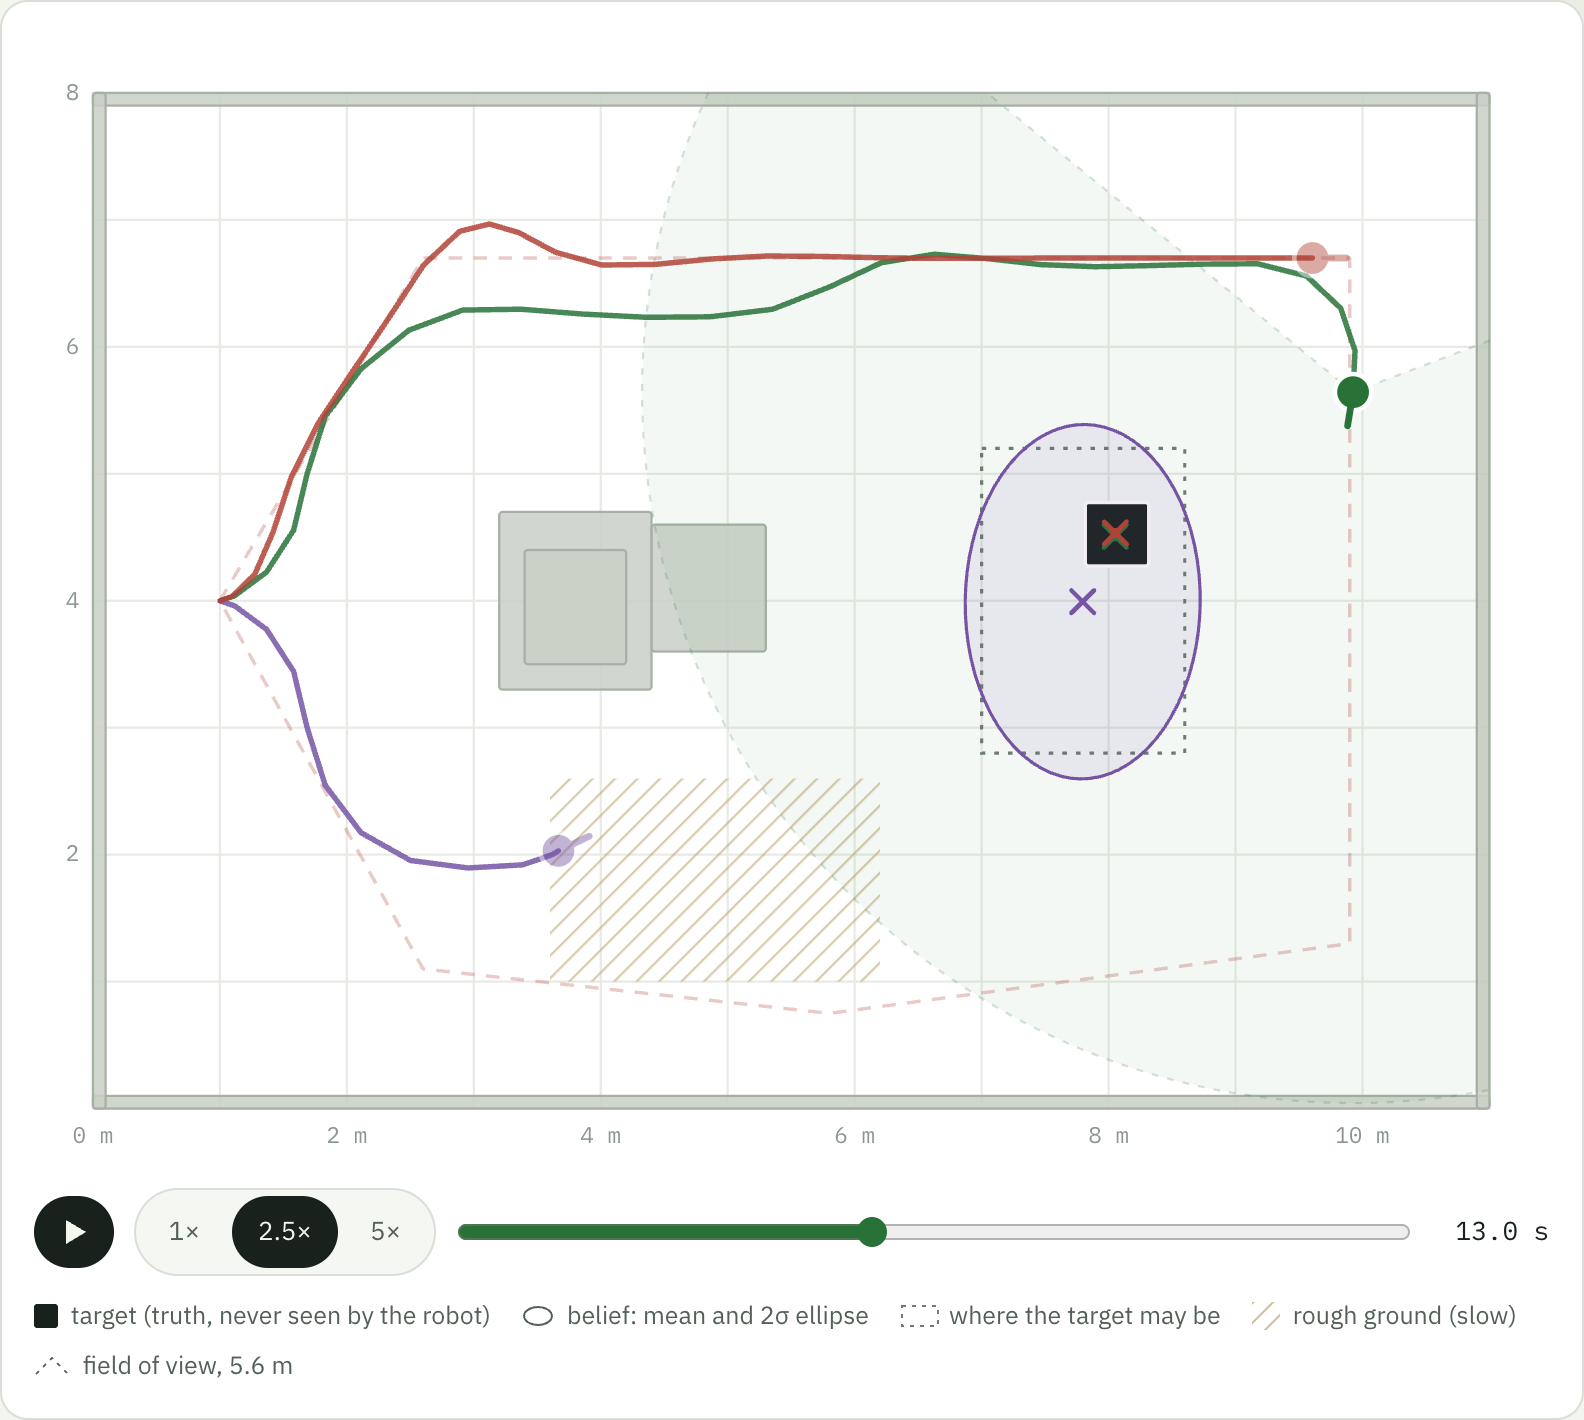 8
6
4
2
0 m 2 m 4 m 6 m 8 m 10 m
1× 2.5× 5× 13.0 s
target (truth, never seen by the robot) belief: mean and 2σ ellipse where the target may be rough ground (slow)
field of view, 5.6 m